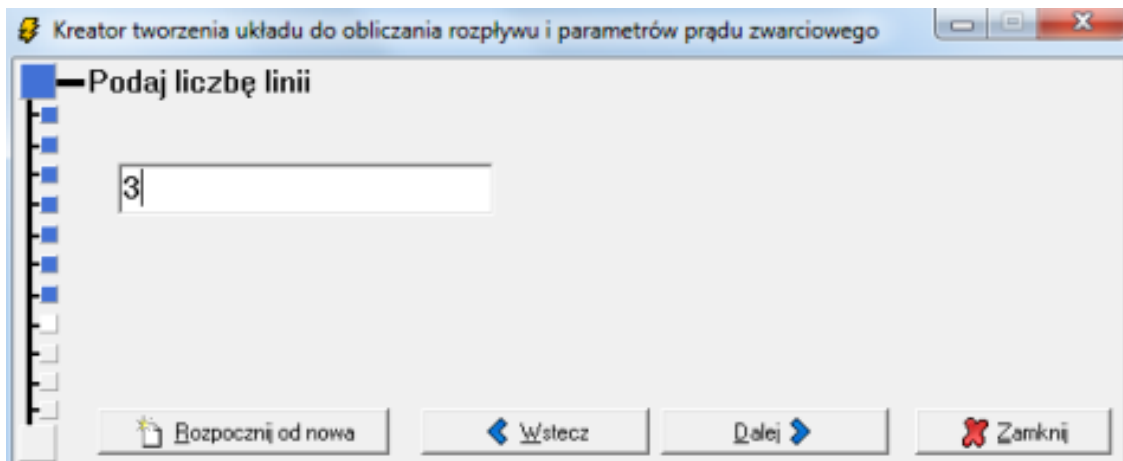 Kreator tworzenia układu do obliczania rozpływu i parametrów prądu zwarciowego
Podaj liczbę linii
3
Rozpocznij od nowa
Wstecz
Dalej
Zamknij